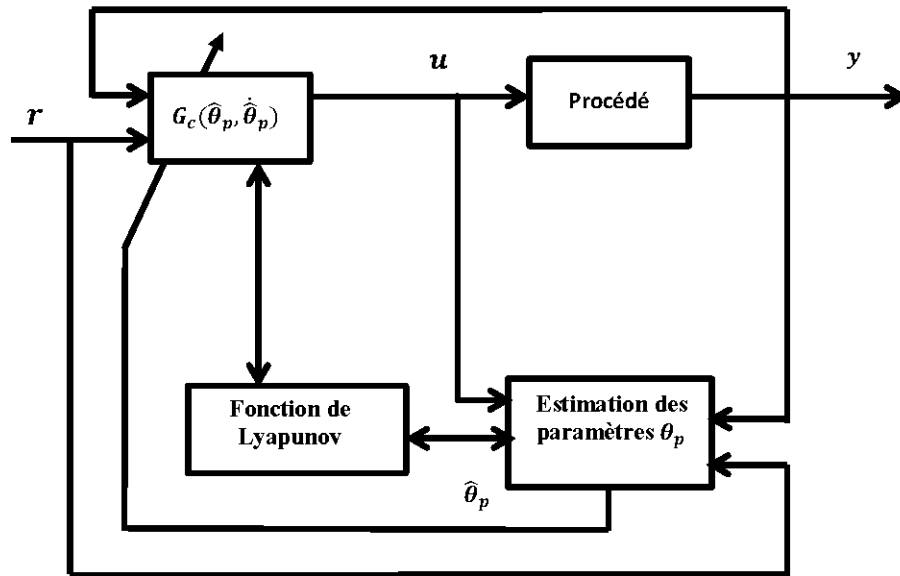 u
y
r
G_c(θ̂_p, θ̂̇_p)
Procédé
Fonction de
Lyapunov
Estimation des
paramètres θ_p
θ̂_p